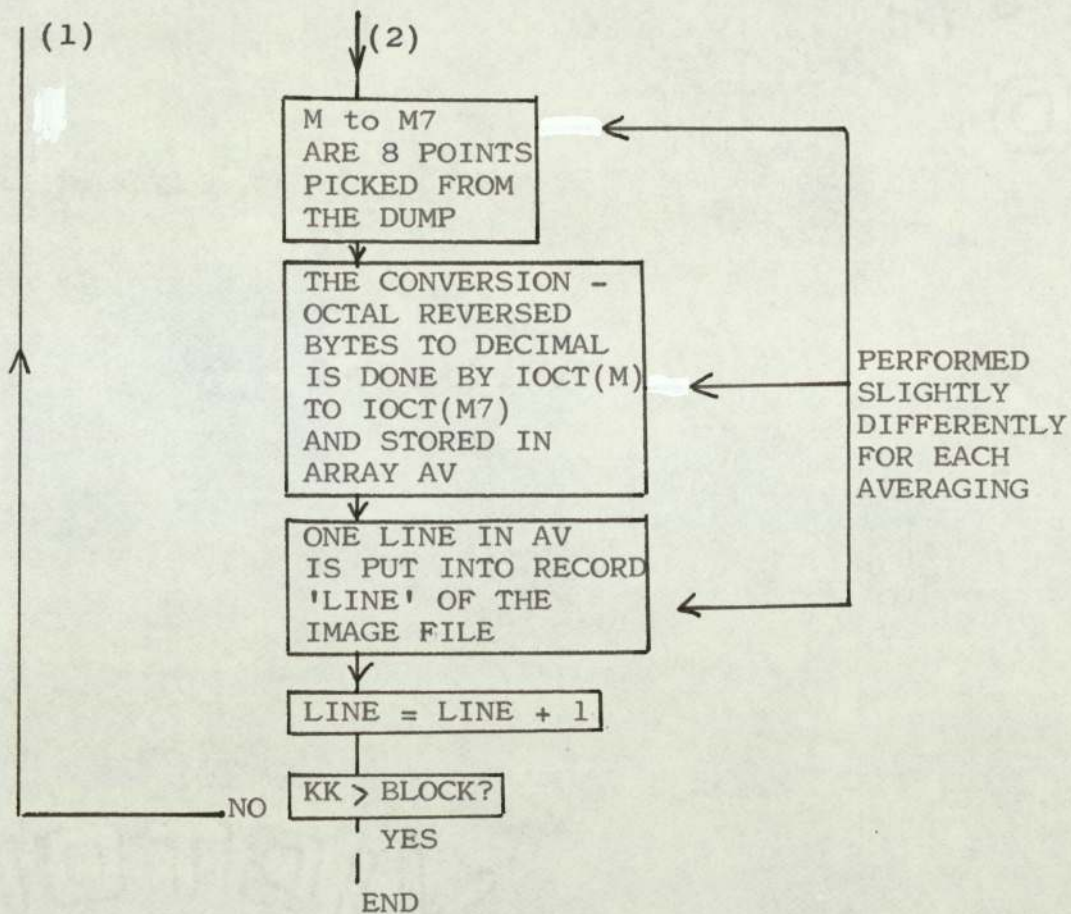 (1)
(2)
M to M7
ARE 8 POINTS
PICKED FROM
THE DUMP
THE CONVERSION -
OCTAL REVERSED
BYTES TO DECIMAL
IS DONE BY IOCT(M)
TO IOCT(M7)
AND STORED IN
ARRAY AV
PERFORMED
SLIGHTLY
DIFFERENTLY
FOR EACH
AVERAGING
ONE LINE IN AV
IS PUT INTO RECORD
'LINE' OF THE
IMAGE FILE
LINE = LINE + 1
KK > BLOCK?
NO
YES
END